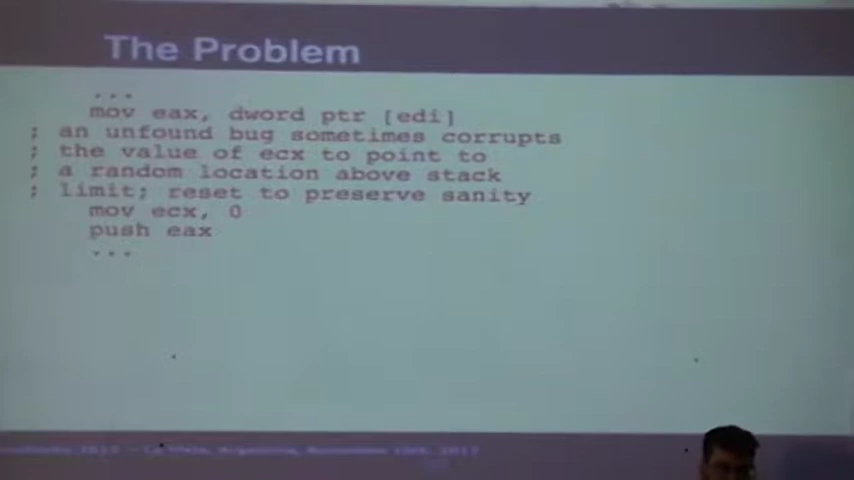 The Problem
...
mov eax, dword ptr [edi]
; an unfound bug sometimes corrupts
; the value of ecx to point to
; a random location above stack
; limit; reset to preserve sanity
mov ecx, 0
push eax
...
Argentina,